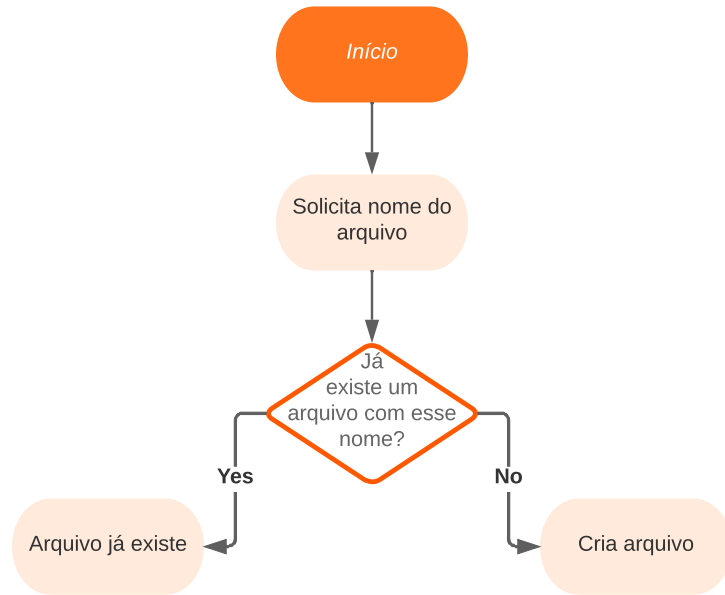 Início
Solicita nome do
arquivo
Já
existe um
arquivo com esse
nome?
Yes
No
Arquivo já existe
Cria arquivo